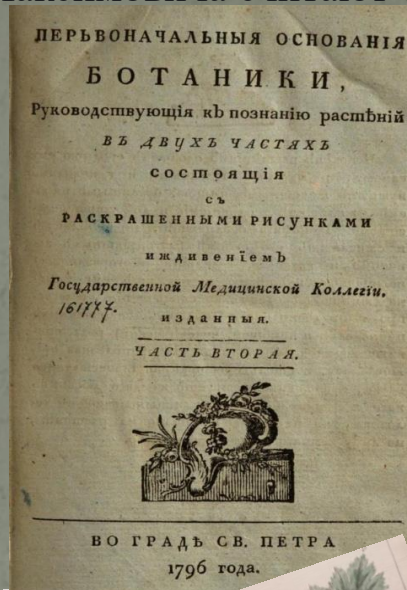 ПЕРЬВОНАЧАЛЬНЫЯ ОСНОВАНІЯ
БОТАНИКИ,
Руководствующія кЪ познанію растѣній
ВЪ ДВУХЪ ЧАСТЯХЪ
СОСТОЯЩІЯ
СЪ
РАСКРАШЕННЫМИ РИСУНКАМИ
иждивенїемЪ
Государственной Медицинской Коллегіи,
161777.
изданныя.
ЧАСТЬ ВТОРАЯ.
ВО ГРАДѢ СВ. ПЕТРА
1796 года.